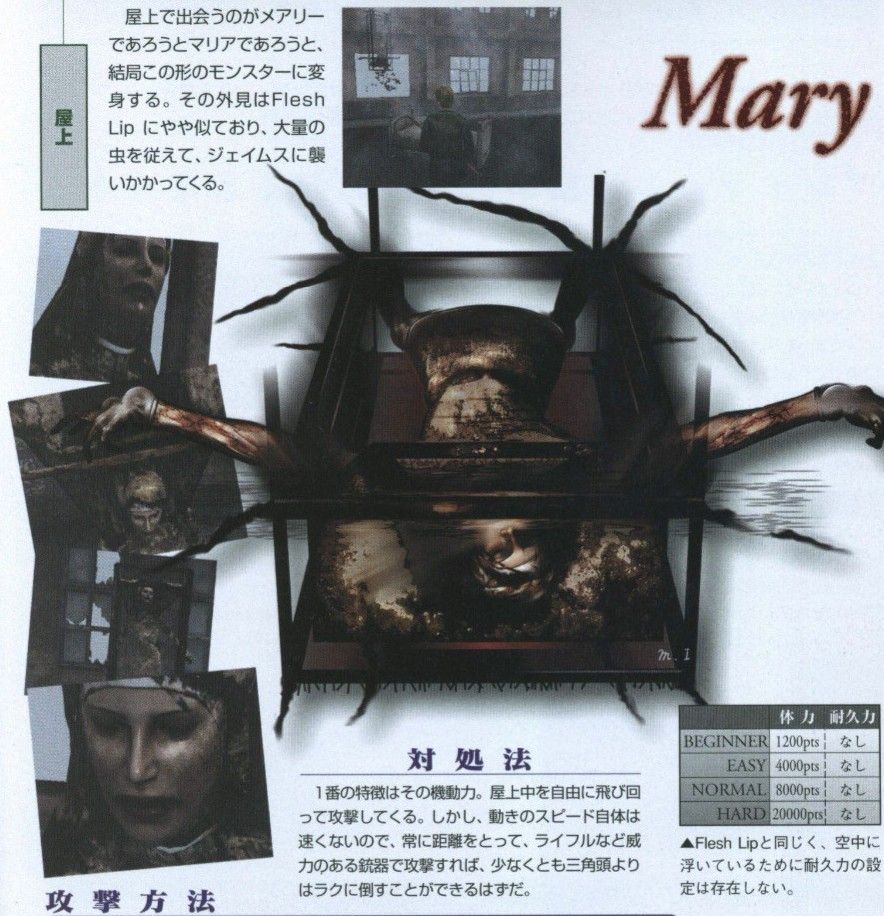 屋上で出会うのがメアリー
であろうとマリアであろうと、
結局この形のモンスターに変
身する。その外見はFlesh
Lip にやや似ており、大量の
虫を従えて、ジェイムスに襲
いかかってくる。
屋上
Mary
m. I
対処法
1番の特徴はその機動力。屋上中を自由に飛び回
って攻撃してくる。しかし、動きのスピード自体は
速くないので、常に距離をとって、ライフルなど威
力のある銃器で攻撃すれば、少なくとも三角頭より
はラクに倒すことができるはずだ。
体力 耐久力
BEGINNER 1200pts なし
EASY 4000pts なし
NORMAL 8000pts なし
HARD 20000pts なし
▲Flesh Lipと同じく、空中に
浮いているために耐久力の設
定は存在しない。
攻撃方法